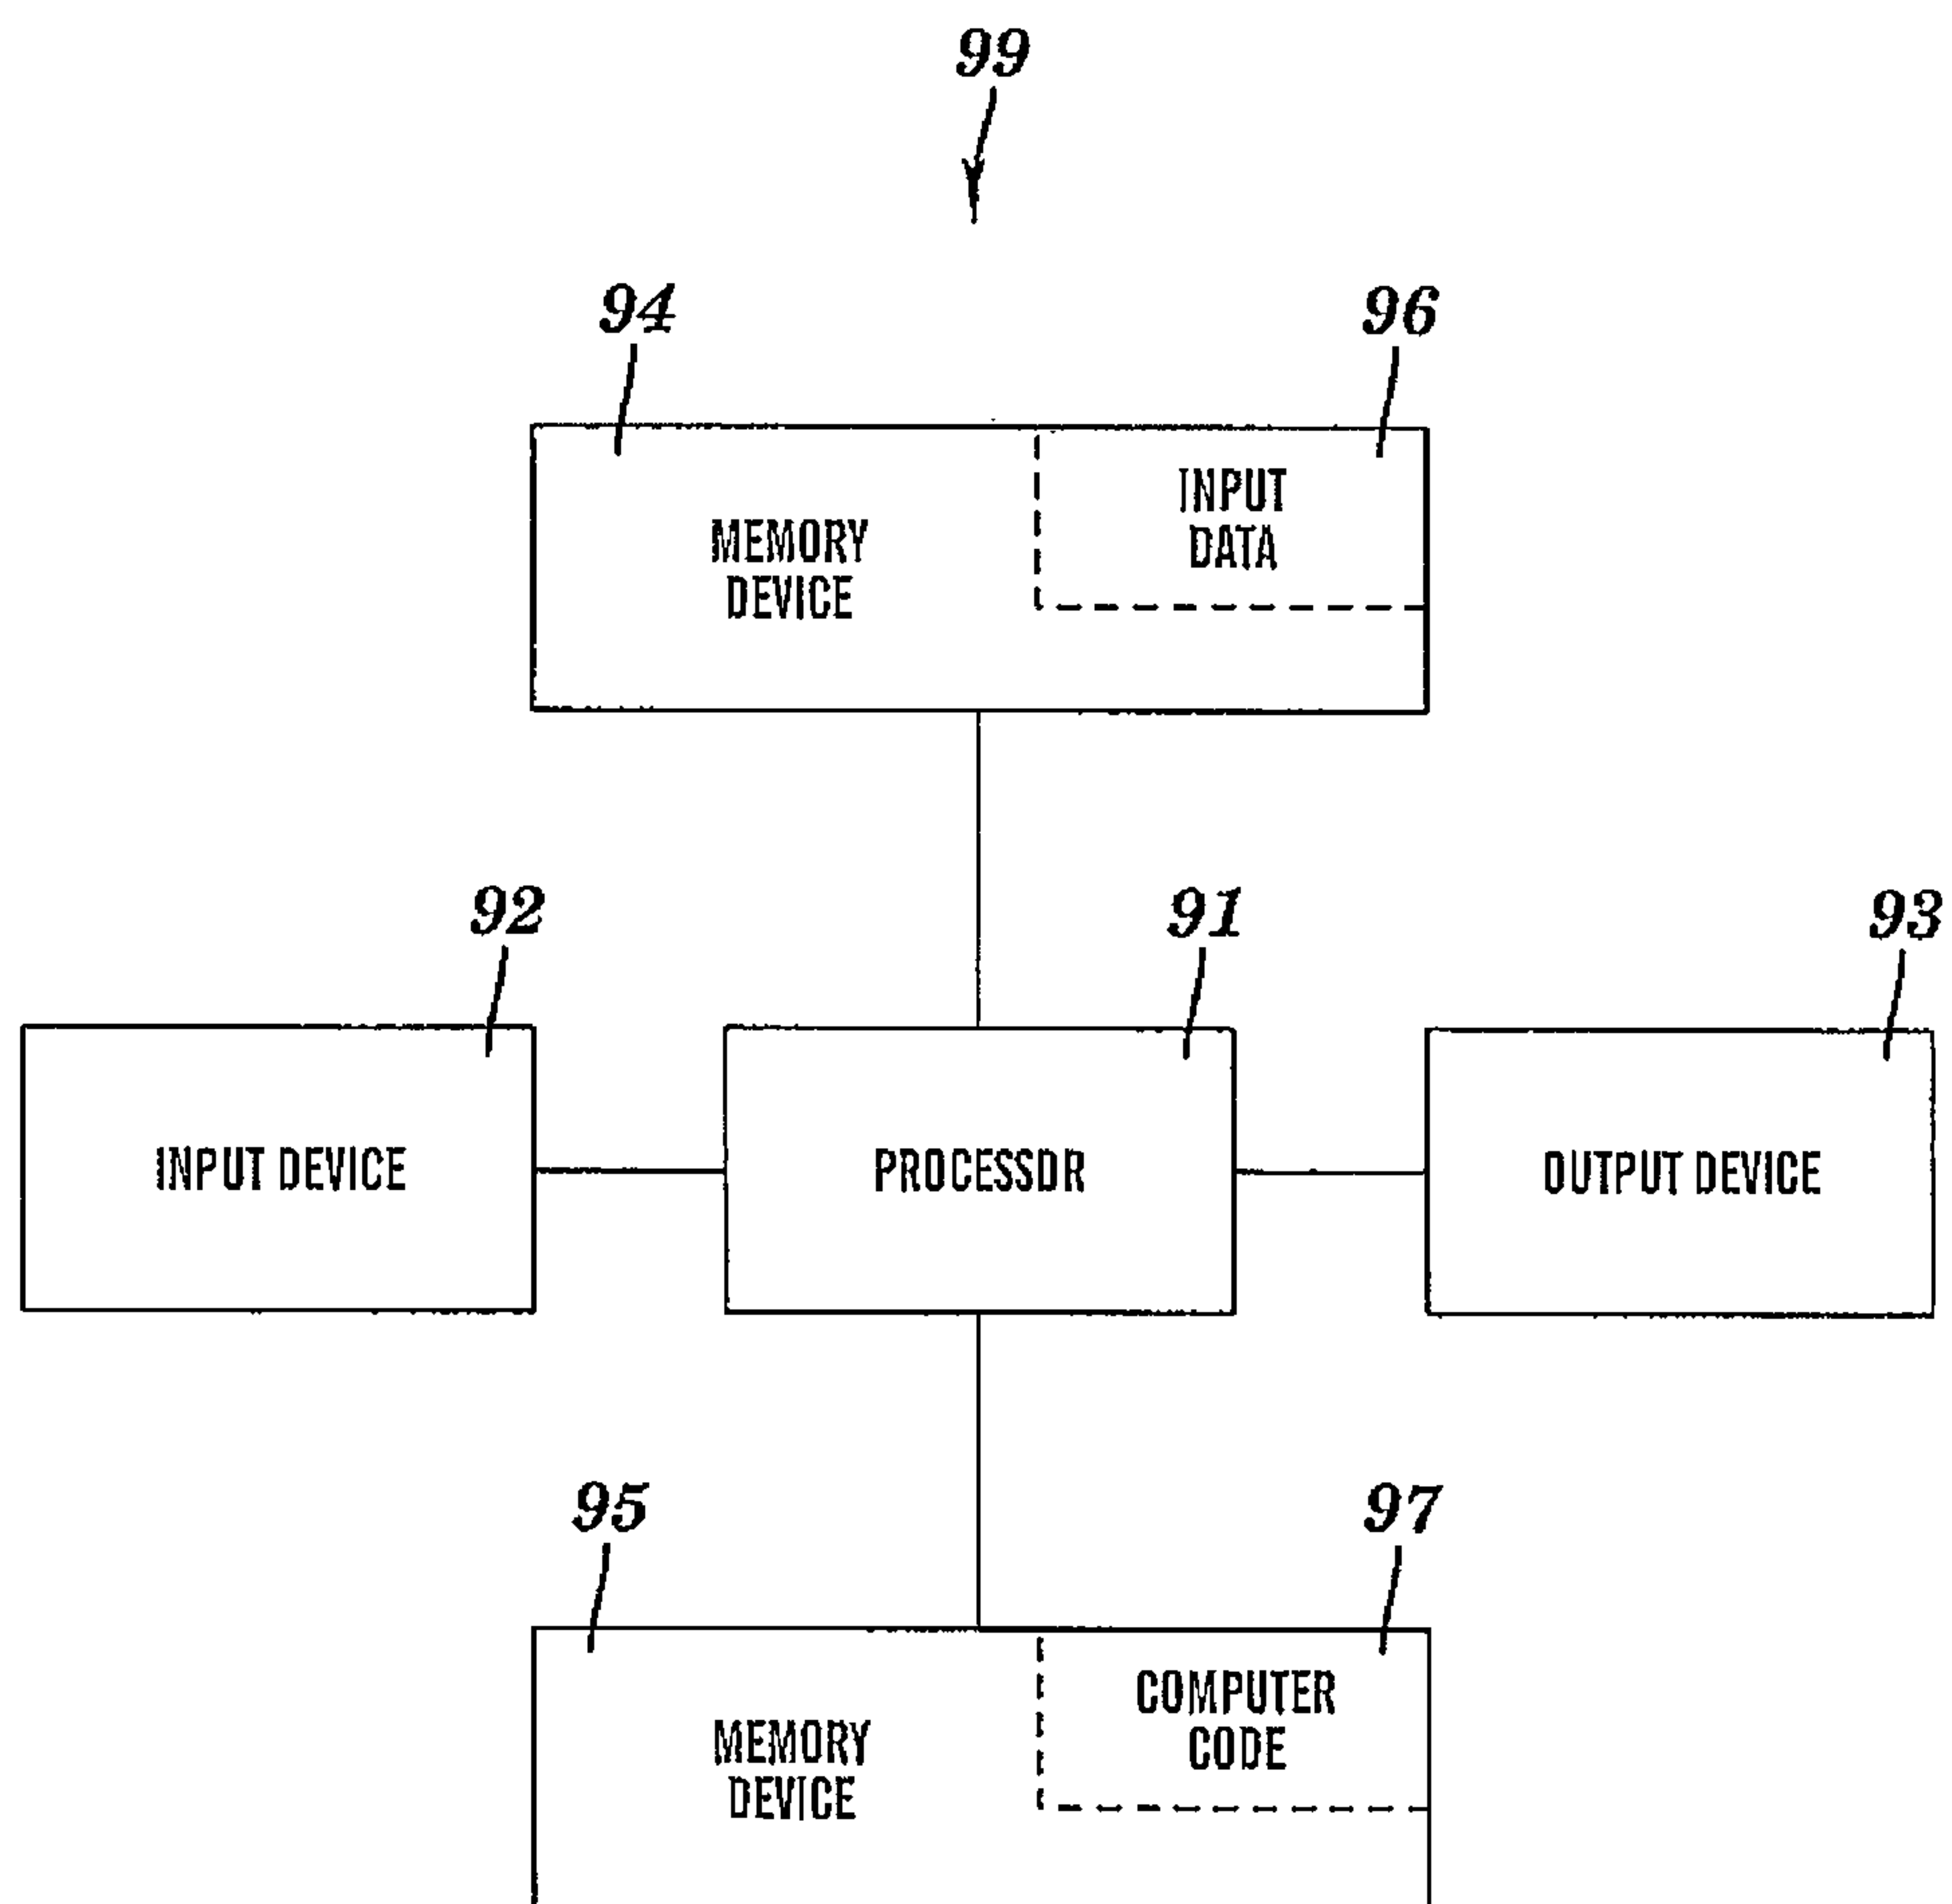 99
94
96
MEMORY
DEVICE
INPUT
DATA
92
91
93
INPUT DEVICE
PROCESSOR
OUTPUT DEVICE
95
97
MEMORY
DEVICE
COMPUTER
CODE